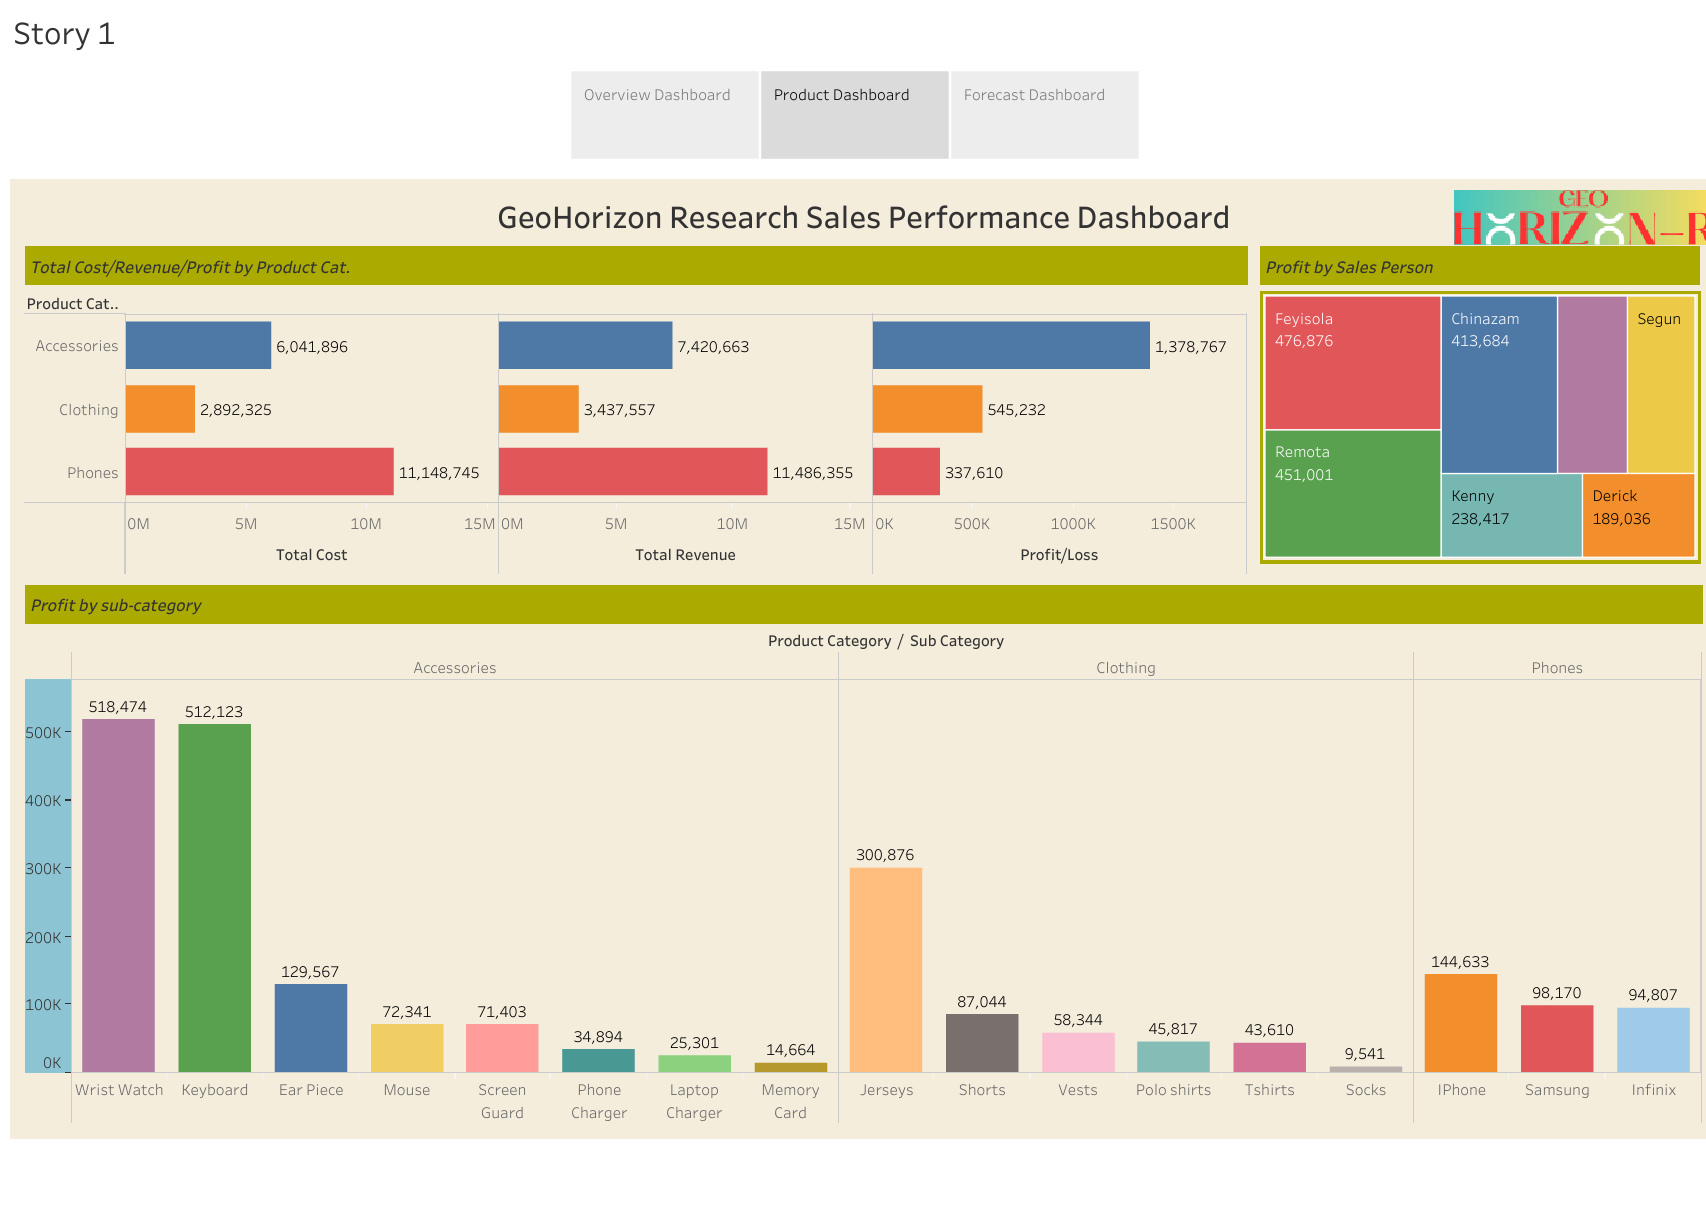 Story 1
Overview Dashboard
Product Dashboard
Forecast Dashboard
GeoHorizon Research Sales Performance Dashboard
GEO
HORIZON-R
Total Cost/Revenue/Profit by Product Cat.
Product Cat..
Accessories
6,041,896
7,420,663
1,378,767
Clothing
2,892,325
3,437,557
545,232
Phones
11,148,745
11,486,355
337,610
0M 5M 10M 15M 0M 5M 10M 15M 0K 500K 1000K 1500K
Total Cost
Total Revenue
Profit/Loss
Profit by Sales Person
Feyisola
476,876
Chinazam
413,684
Segun
Remota
451,001
Kenny
238,417
Derick
189,036
Profit by sub-category
Product Category / Sub Category
Accessories
Clothing
Phones
500K
400K
300K
200K
100K
0K
518,474
512,123
129,567
72,341
71,403
34,894
25,301
14,664
300,876
87,044
58,344
45,817
43,610
9,541
144,633
98,170
94,807
Wrist Watch
Keyboard
Ear Piece
Mouse
Screen
Guard
Phone
Charger
Laptop
Charger
Memory
Card
Jerseys
Shorts
Vests
Polo shirts
Tshirts
Socks
IPhone
Samsung
Infinix